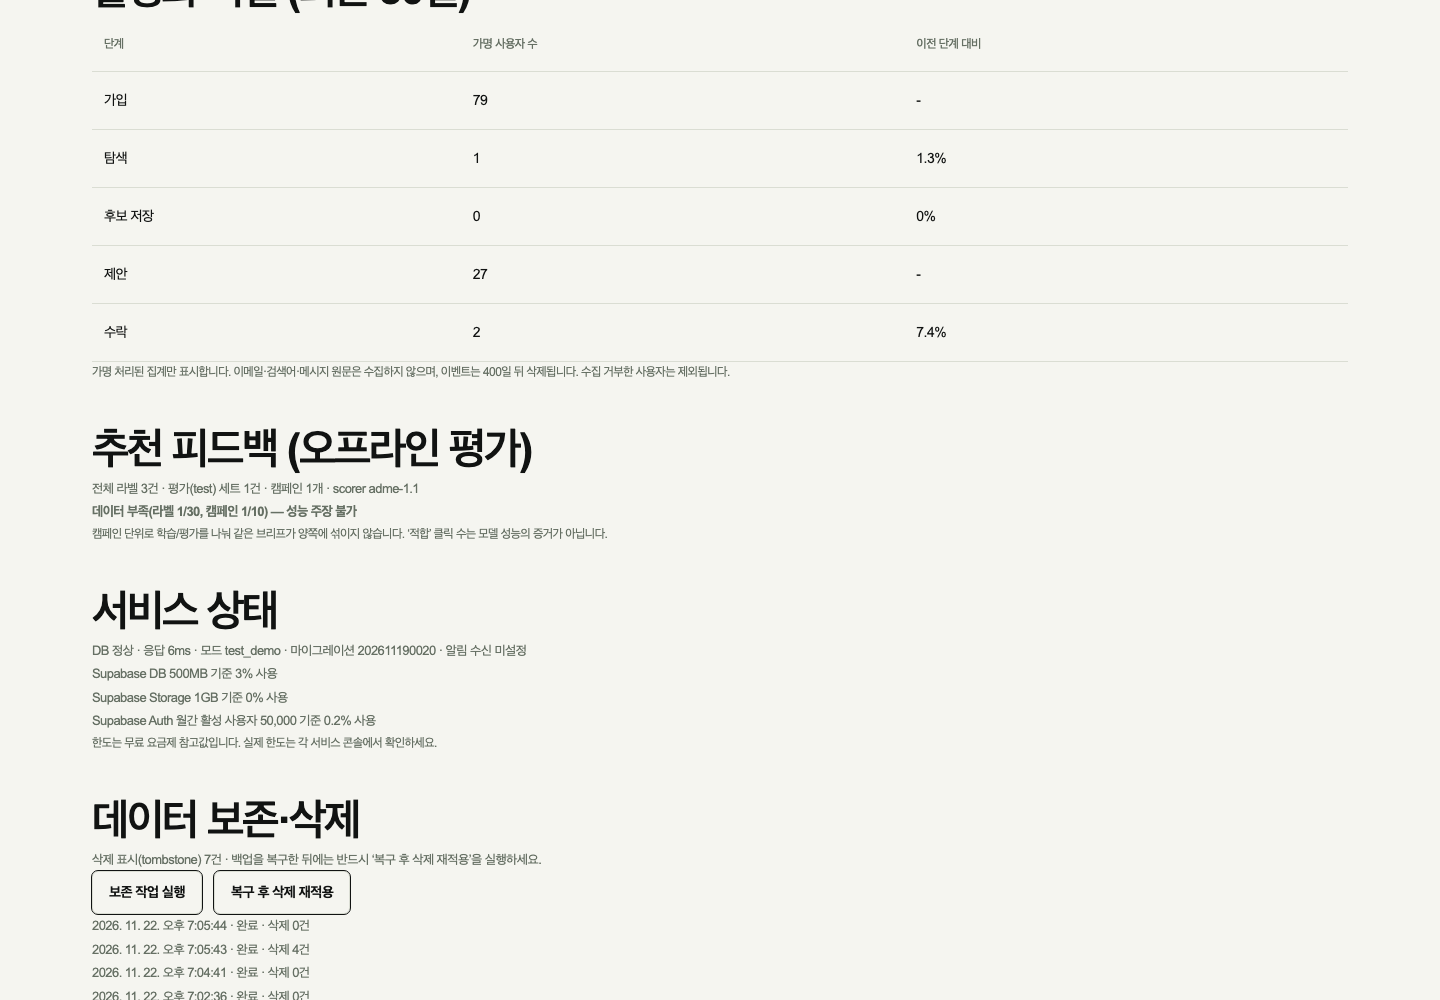 단계 가명 사용자 수 이전 단계 대비
가입 79 -
탐색 1 1.3%
후보 저장 0 0%
제안 27 -
수락 2 7.4%
가명 처리된 집계만 표시합니다. 이메일·검색어·메시지 원문은 수집하지 않으며, 이벤트는 400일 뒤 삭제됩니다. 수집 거부한 사용자는 제외됩니다.
추천 피드백 (오프라인 평가)
전체 라벨 3건 · 평가(test) 세트 1건 · 캠페인 1개 · scorer adme-1.1
데이터 부족(라벨 1/30, 캠페인 1/10) — 성능 주장 불가
캠페인 단위로 학습/평가를 나눠 같은 브리프가 양쪽에 섞이지 않습니다. ‘적합’ 클릭 수는 모델 성능의 증거가 아닙니다.
서비스 상태
DB 정상 · 응답 6ms · 모드 test_demo · 마이그레이션 202611190020 · 알림 수신 미설정
Supabase DB 500MB 기준 3% 사용
Supabase Storage 1GB 기준 0% 사용
Supabase Auth 월간 활성 사용자 50,000 기준 0.2% 사용
한도는 무료 요금제 참고값입니다. 실제 한도는 각 서비스 콘솔에서 확인하세요.
데이터 보존·삭제
삭제 표시(tombstone) 7건 · 백업을 복구한 뒤에는 반드시 ‘복구 후 삭제 재적용’을 실행하세요.
보존 작업 실행 복구 후 삭제 재적용
2026. 11. 22. 오후 7:05:44 · 완료 · 삭제 0건
2026. 11. 22. 오후 7:05:43 · 완료 · 삭제 4건
2026. 11. 22. 오후 7:04:41 · 완료 · 삭제 0건
2026. 11. 22. 오후 7:02:36 · 완료 · 삭제 0건